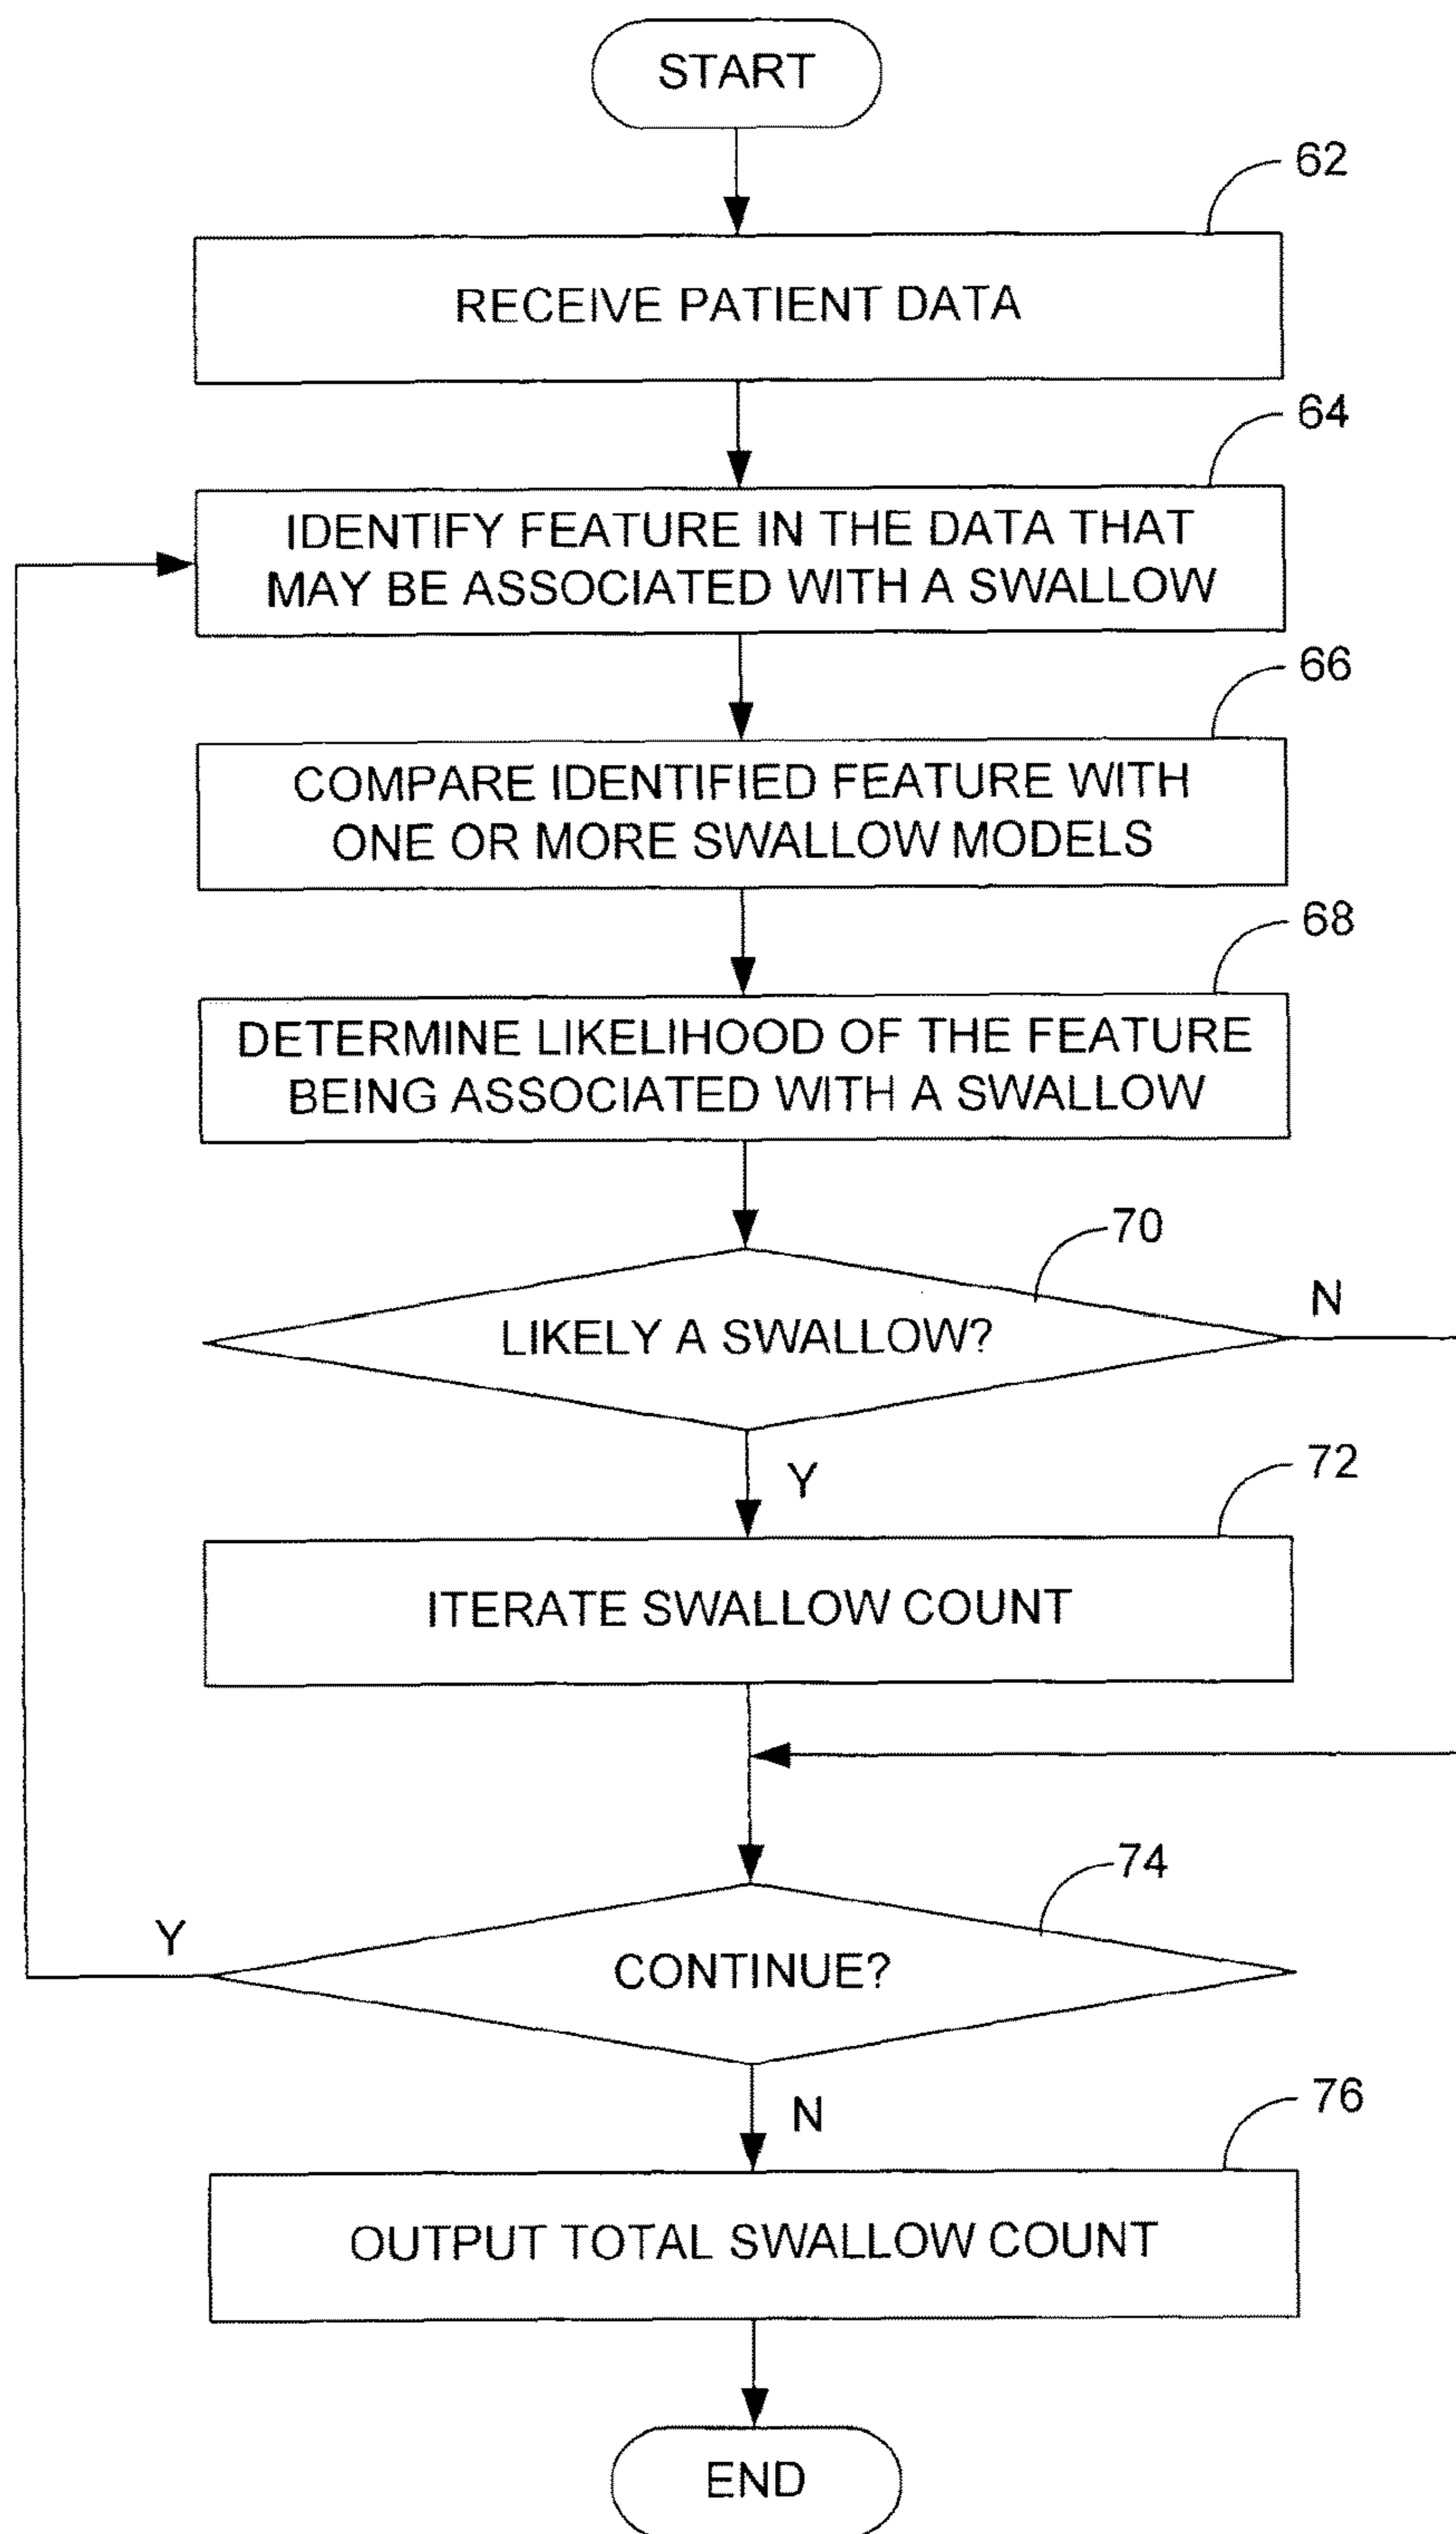 START
62
RECEIVE PATIENT DATA
64
IDENTIFY FEATURE IN THE DATA THAT
MAY BE ASSOCIATED WITH A SWALLOW
66
COMPARE IDENTIFIED FEATURE WITH
ONE OR MORE SWALLOW MODELS
68
DETERMINE LIKELIHOOD OF THE FEATURE
BEING ASSOCIATED WITH A SWALLOW
70
N
LIKELY A SWALLOW?
Y
72
ITERATE SWALLOW COUNT
74
Y
CONTINUE?
N
76
OUTPUT TOTAL SWALLOW COUNT
END